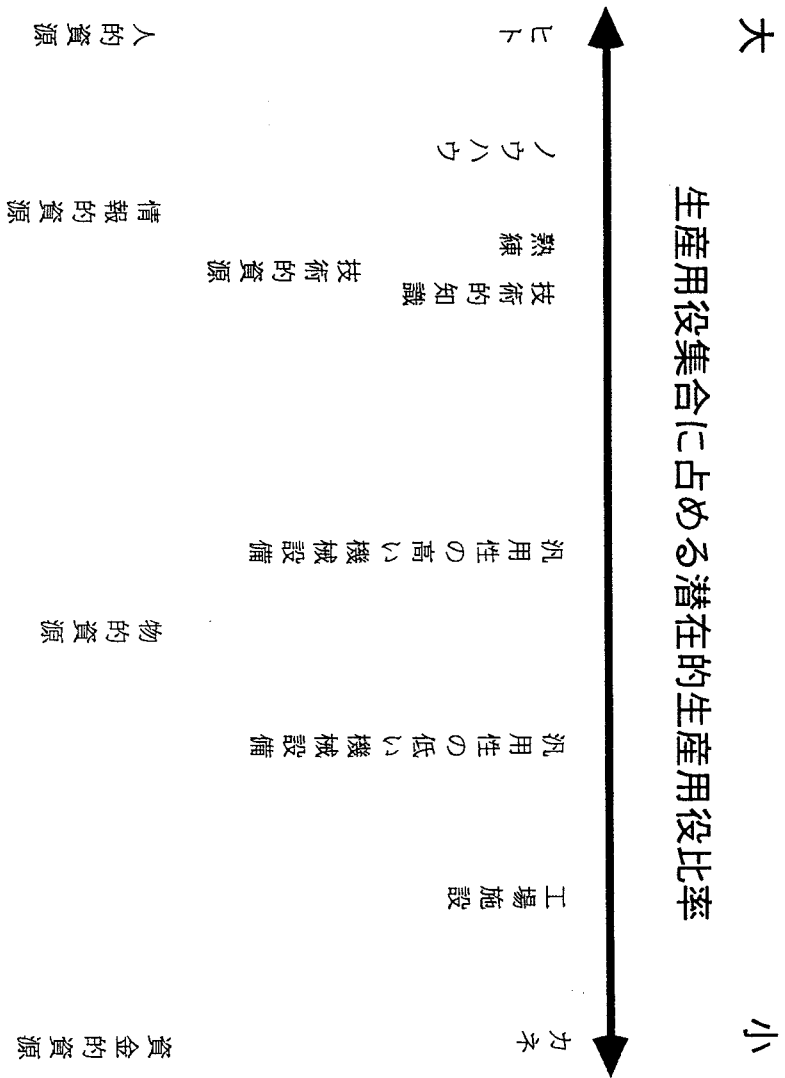 大
小
生産用役集合に占める潜在的生産用役比率
ヒト
ノウハウ
熟練
技術的知識
汎用性の高い機械設備
汎用性の低い機械設備
工場施設
カネ
技術的資源
人的資源
情報的資源
物的資源
資金的資源